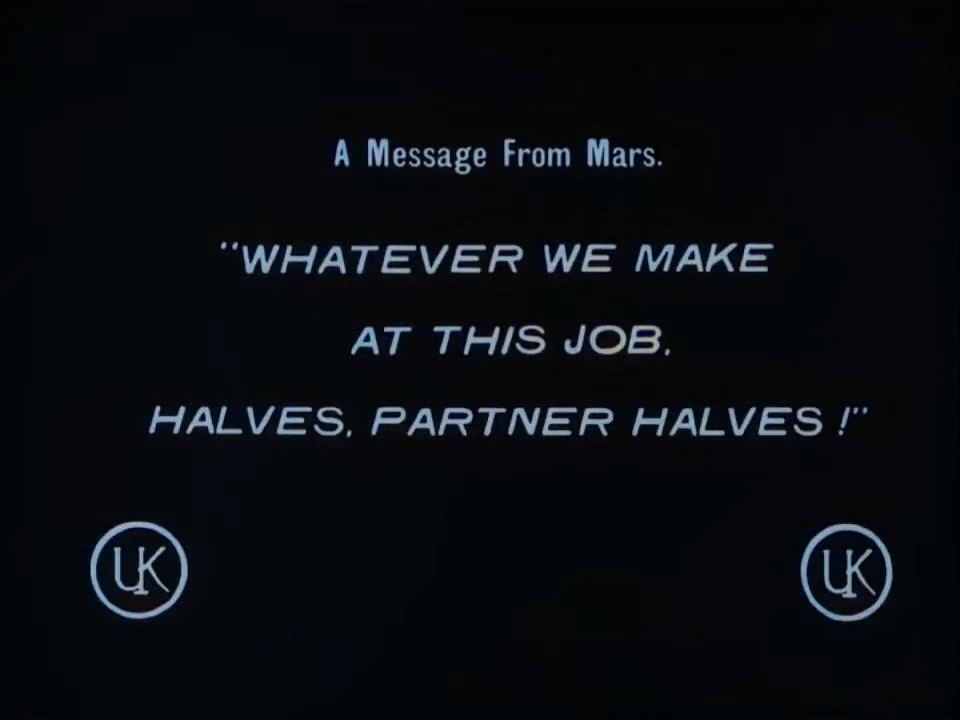 A Message From Mars.
"WHATEVER WE MAKE
AT THIS JOB,
HALVES, PARTNER HALVES!"
UK UK